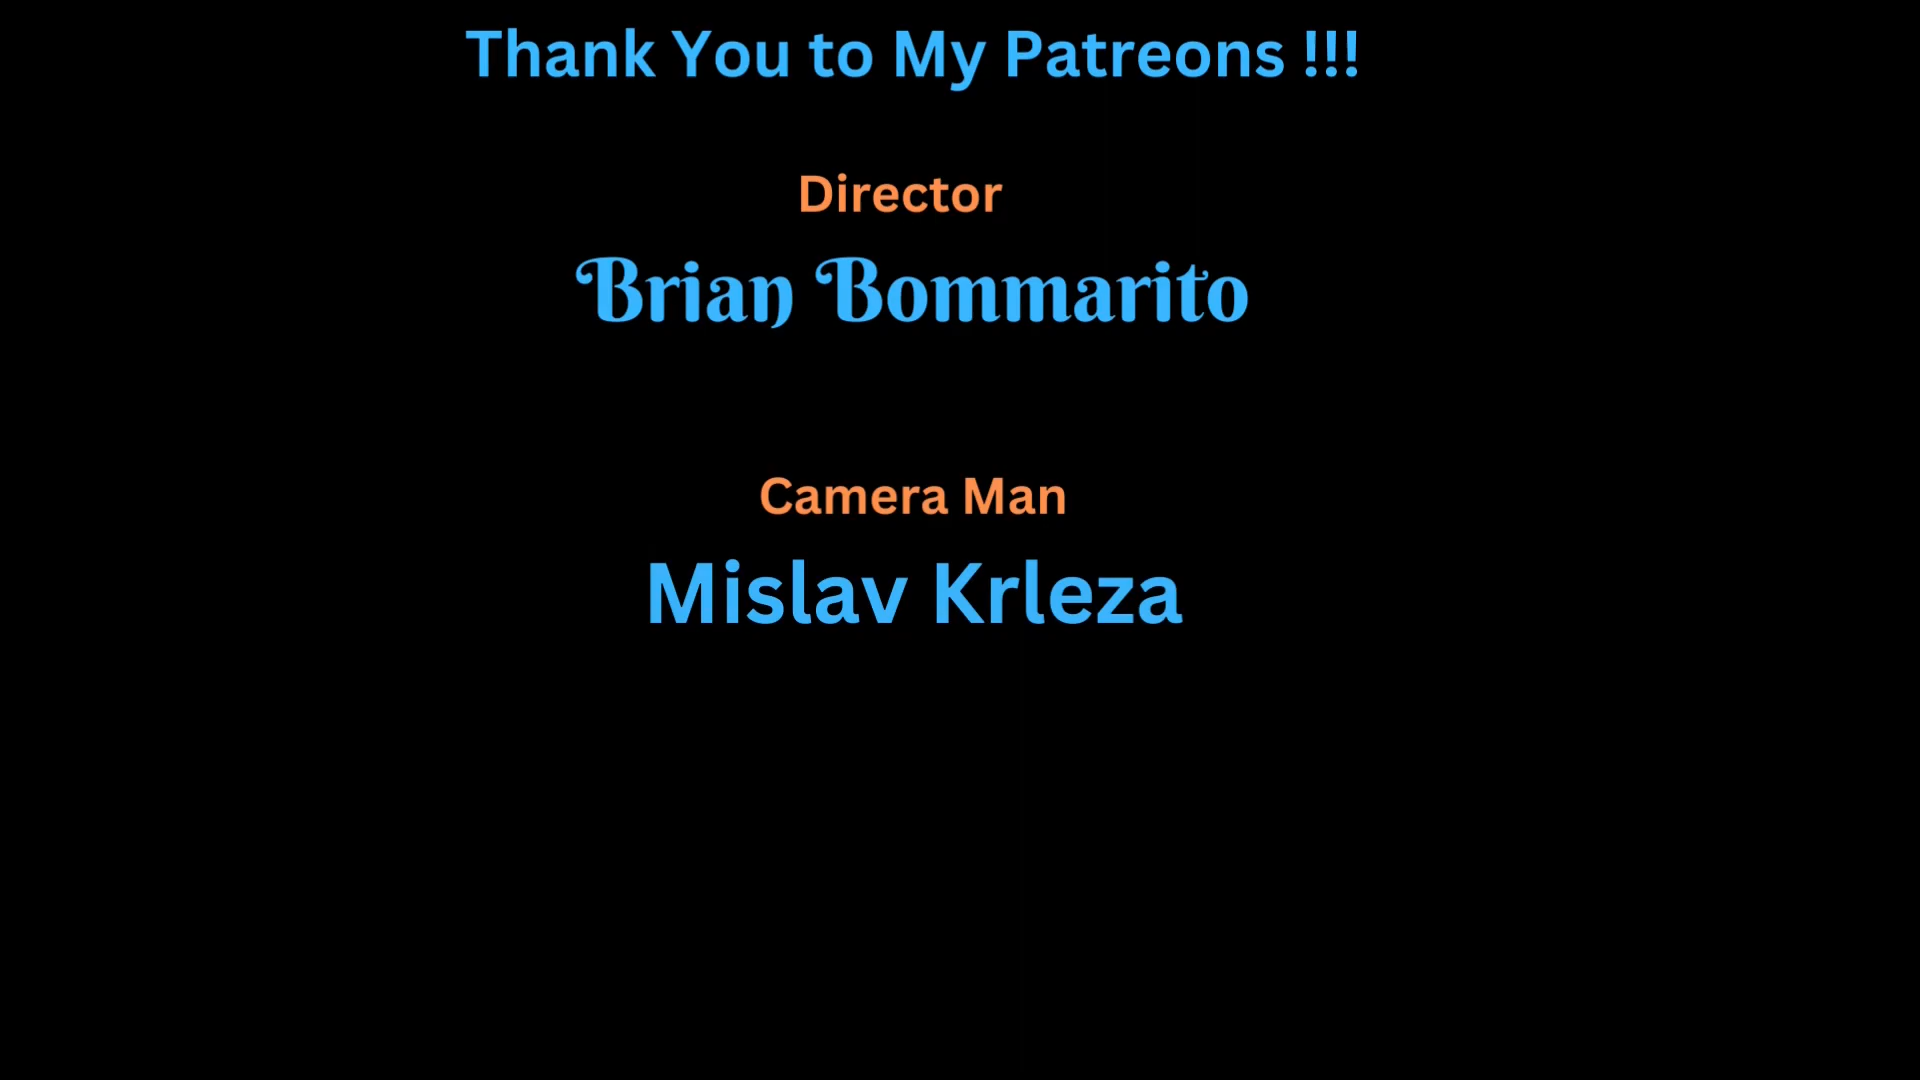 Thank You to My Patreons !!!
Director
Brian Bommarito
Camera Man
Mislav Krleza